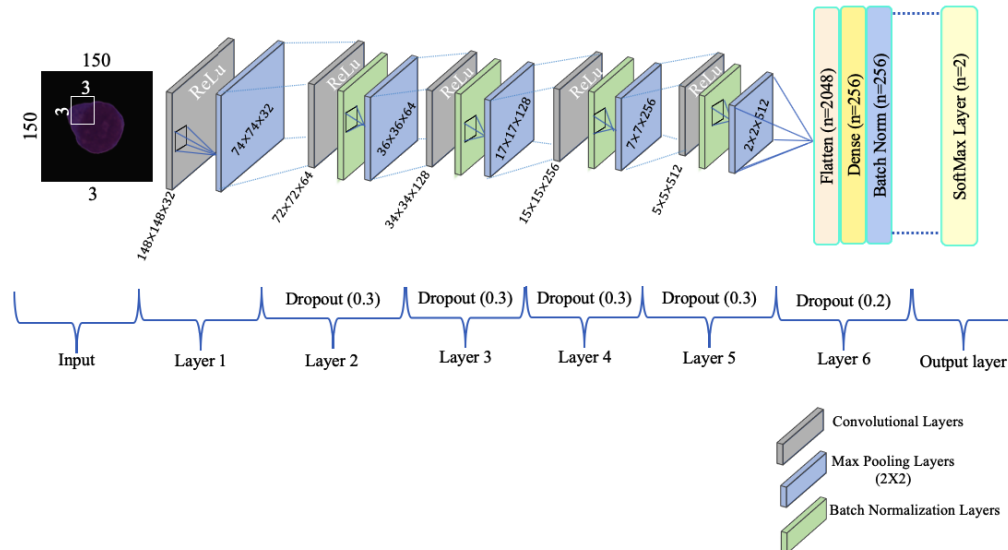 150
3
3
150
3
ReLu
148×148×32
74×74×32
ReLu
72×72×64
36×36×64
ReLu
34×34×128
17×17×128
ReLu
15×15×256
7×7×256
ReLu
5×5×512
2×2×512
Flatten (n=2048)
Dense (n=256)
Batch Norm (n=256)
SoftMax Layer (n=2)
Dropout (0.3)
Dropout (0.3)
Dropout (0.3)
Dropout (0.3)
Dropout (0.2)
Input
Layer 1
Layer 2
Layer 3
Layer 4
Layer 5
Layer 6
Output layer
Convolutional Layers
Max Pooling Layers
(2X2)
Batch Normalization Layers